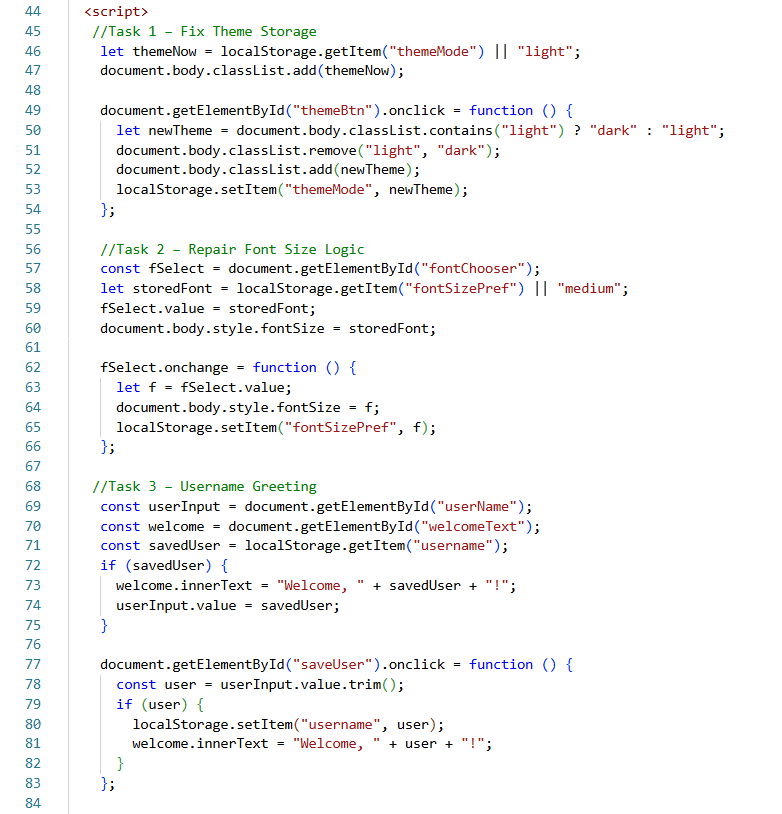 44 <script>
45 //Task 1 – Fix Theme Storage
46 let themeNow = localStorage.getItem("themeMode") || "light";
47 document.body.classList.add(themeNow);
48
49 document.getElementById("themeBtn").onclick = function () {
50 let newTheme = document.body.classList.contains("light") ? "dark" : "light";
51 document.body.classList.remove("light", "dark");
52 document.body.classList.add(newTheme);
53 localStorage.setItem("themeMode", newTheme);
54 };
55
56 //Task 2 – Repair Font Size Logic
57 const fSelect = document.getElementById("fontChooser");
58 let storedFont = localStorage.getItem("fontSizePref") || "medium";
59 fSelect.value = storedFont;
60 document.body.style.fontSize = storedFont;
61
62 fSelect.onchange = function () {
63 let f = fSelect.value;
64 document.body.style.fontSize = f;
65 localStorage.setItem("fontSizePref", f);
66 };
67
68 //Task 3 – Username Greeting
69 const userInput = document.getElementById("userName");
70 const welcome = document.getElementById("welcomeText");
71 const savedUser = localStorage.getItem("username");
72 if (savedUser) {
73 welcome.innerText = "Welcome, " + savedUser + "!";
74 userInput.value = savedUser;
75 }
76
77 document.getElementById("saveUser").onclick = function () {
78 const user = userInput.value.trim();
79 if (user) {
80 localStorage.setItem("username", user);
81 welcome.innerText = "Welcome, " + user + "!";
82 }
83 };
84